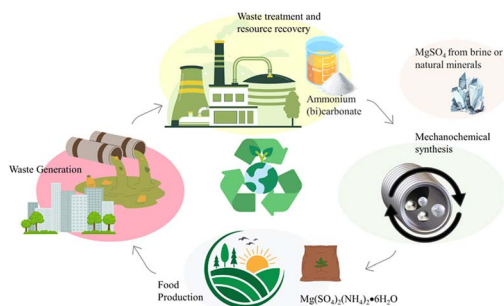 Waste treatment and
resource recovery
Ammonium
(bi)carbonate
MgSO₄ from brine or
natural minerals
Mechanochemical
synthesis
Waste Generation
Food
Production
Mg(SO₄)₂(NH₄)₂•6H₂O